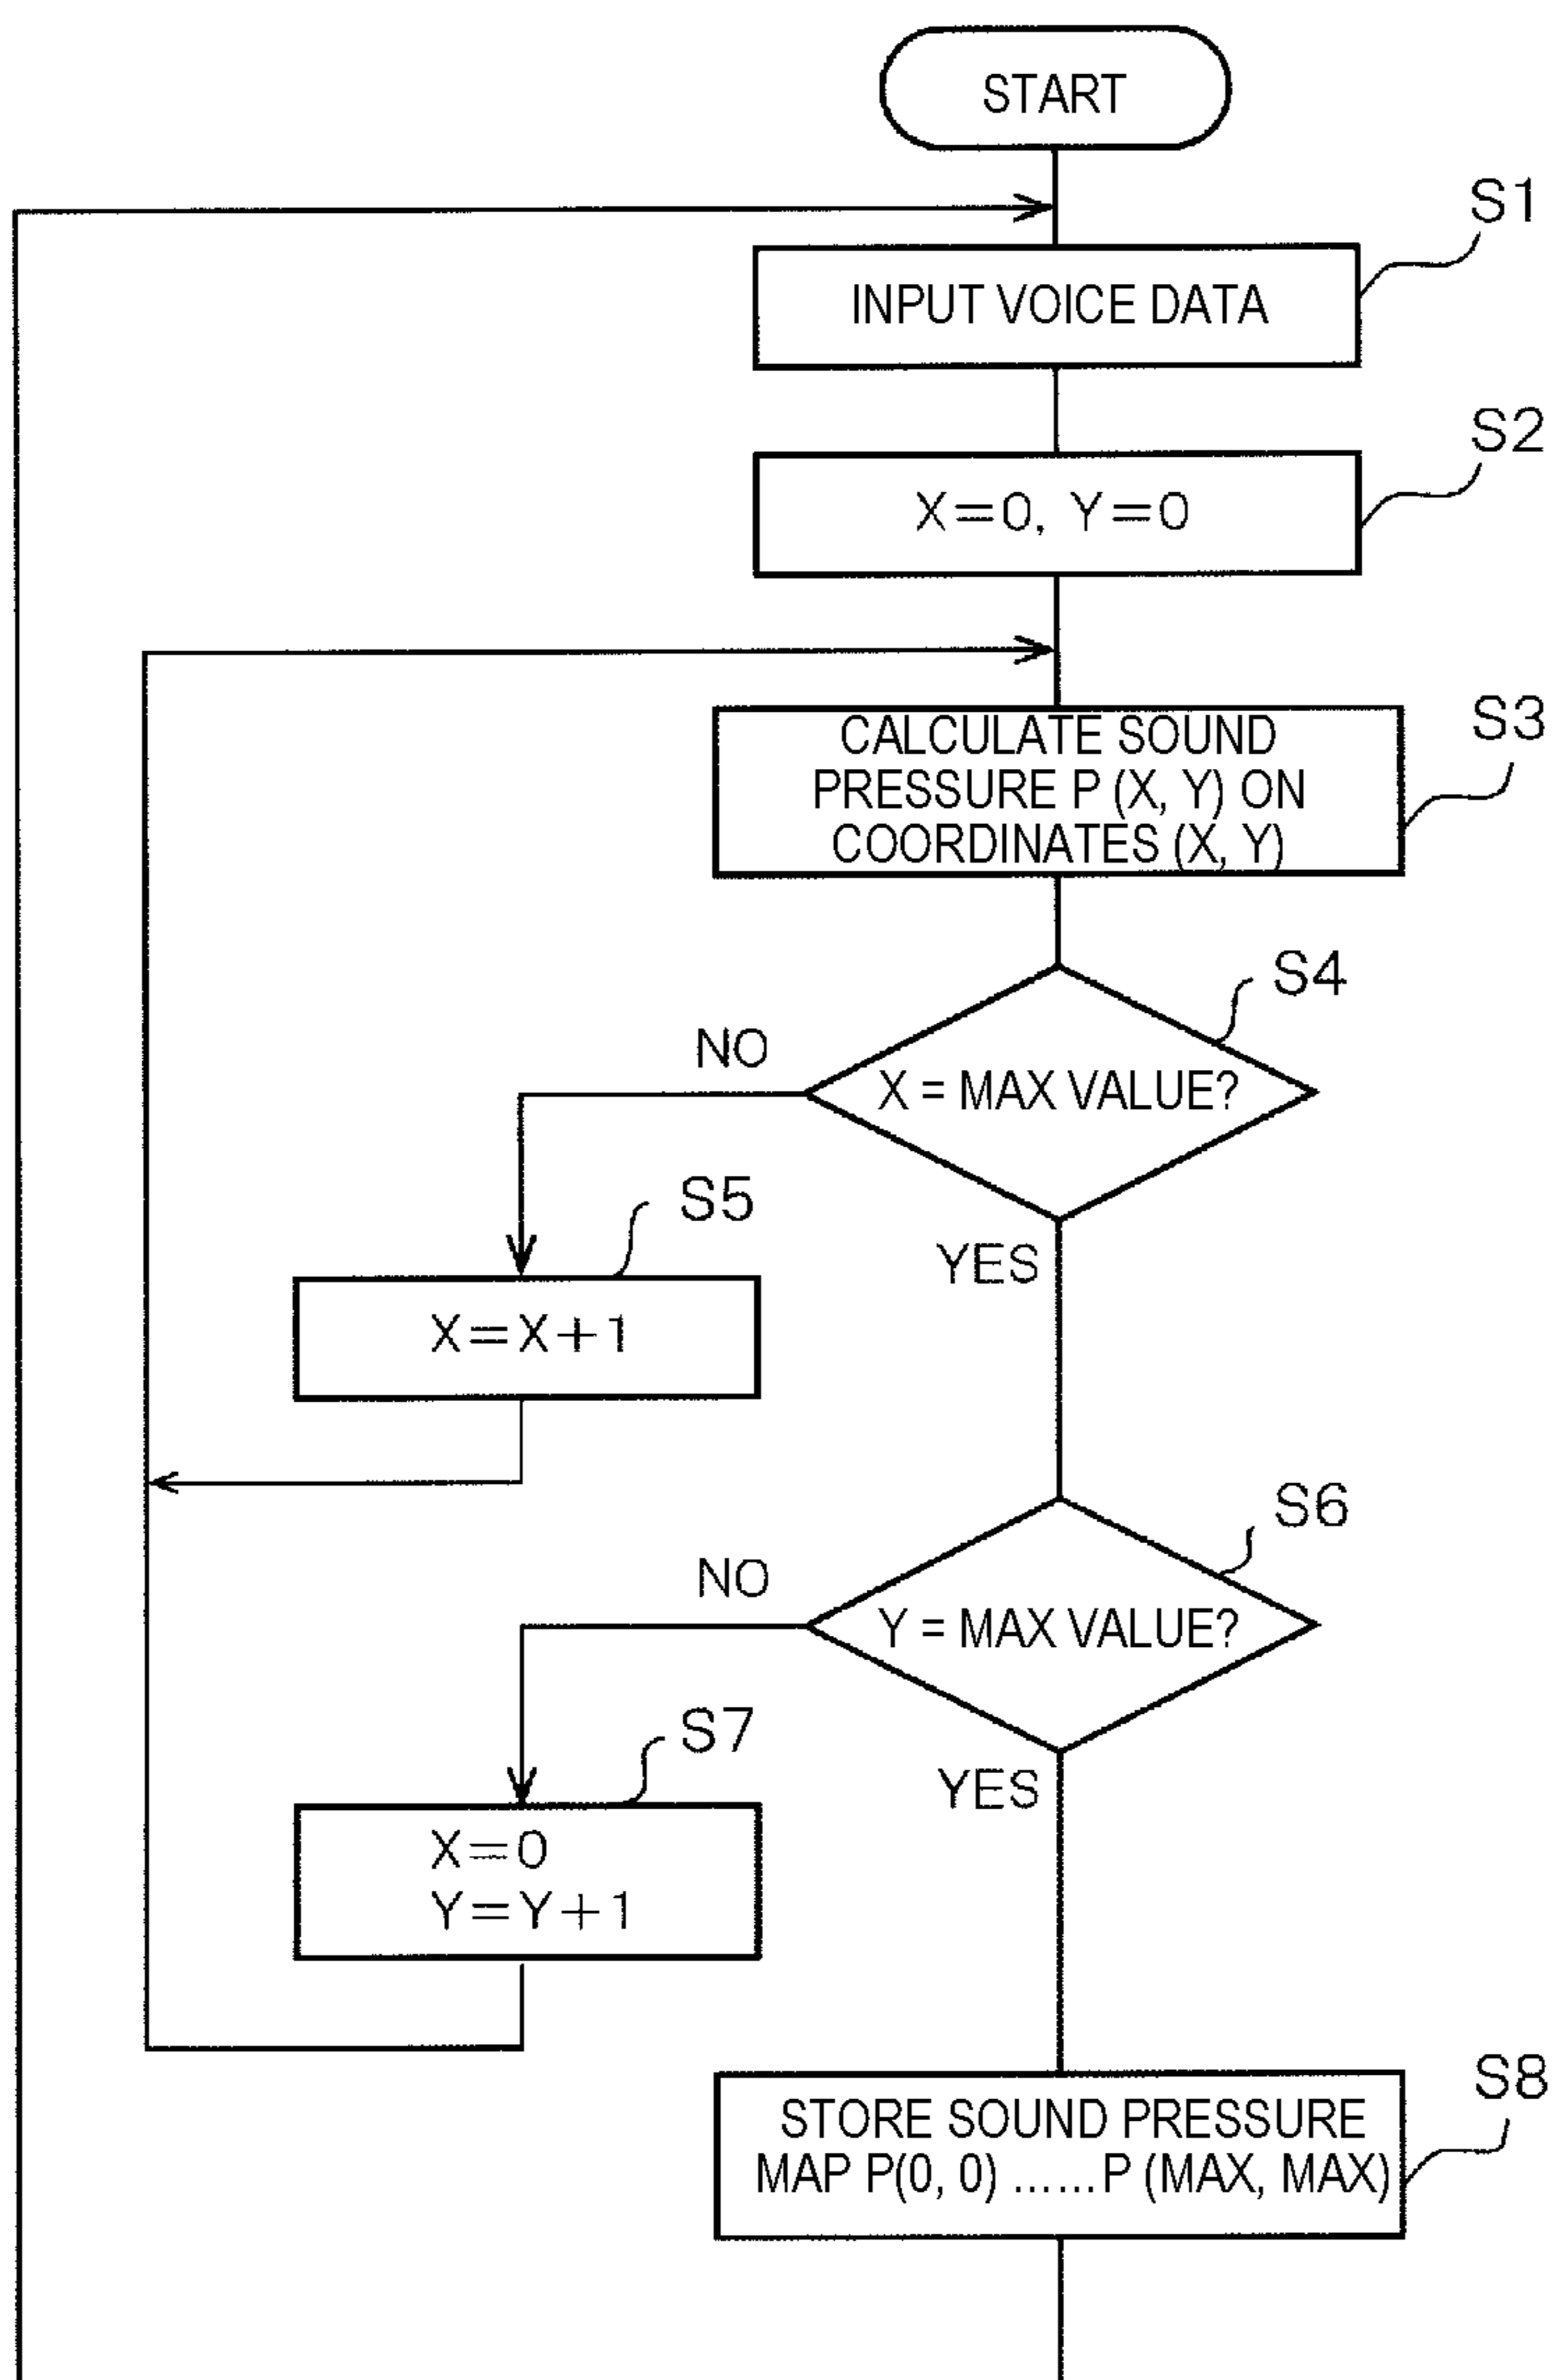 START
S1
INPUT VOICE DATA
S2
X=0, Y=0
S3
CALCULATE SOUND
PRESSURE P (X, Y) ON
COORDINATES (X, Y)
S4
NO
X = MAX VALUE?
S5
YES
X=X+1
S6
NO
Y = MAX VALUE?
S7
YES
X=0
Y=Y+1
S8
STORE SOUND PRESSURE
MAP P(0, 0) ......P (MAX, MAX)